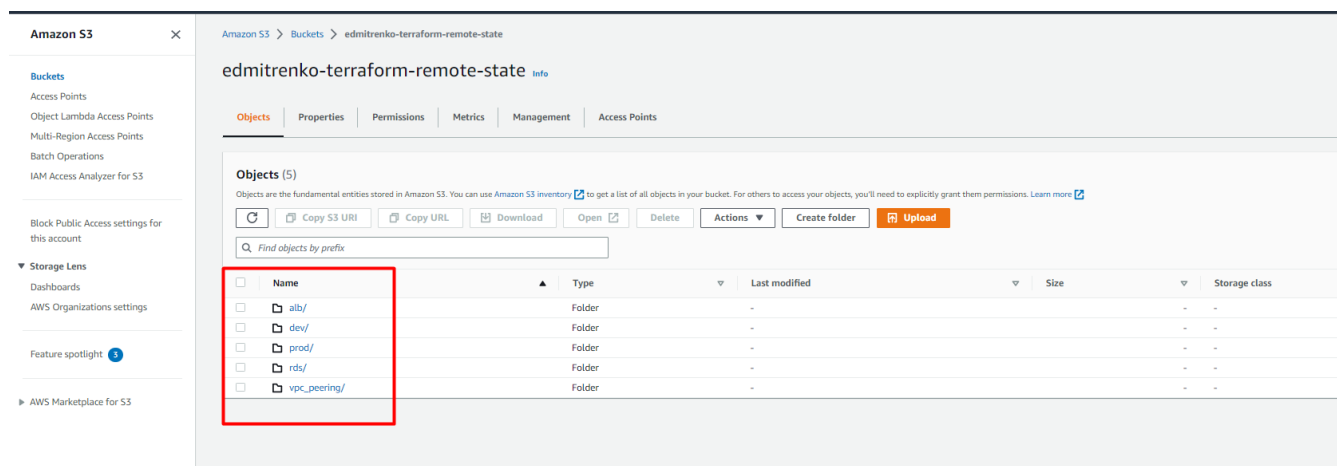 Amazon S3
Buckets
Access Points
Object Lambda Access Points
Multi-Region Access Points
Batch Operations
IAM Access Analyzer for S3
Block Public Access settings for
this account
Storage Lens
Dashboards
AWS Organizations settings
Feature spotlight 3
AWS Marketplace for S3
Amazon S3 > Buckets > edmitrenko-terraform-remote-state
edmitrenko-terraform-remote-state Info
Objects Properties Permissions Metrics Management Access Points
Objects (5)
Objects are the fundamental entities stored in Amazon S3. You can use Amazon S3 inventory to get a list of all objects in your bucket. For others to access your objects, you'll need to explicitly grant them permissions. Learn more
Copy S3 URI Copy URL Download Open Delete Actions Create folder Upload
Find objects by prefix
Name Type Last modified Size Storage class
alb/ Folder - - -
dev/ Folder - - -
prod/ Folder - - -
rds/ Folder - - -
vpc_peering/ Folder - - -